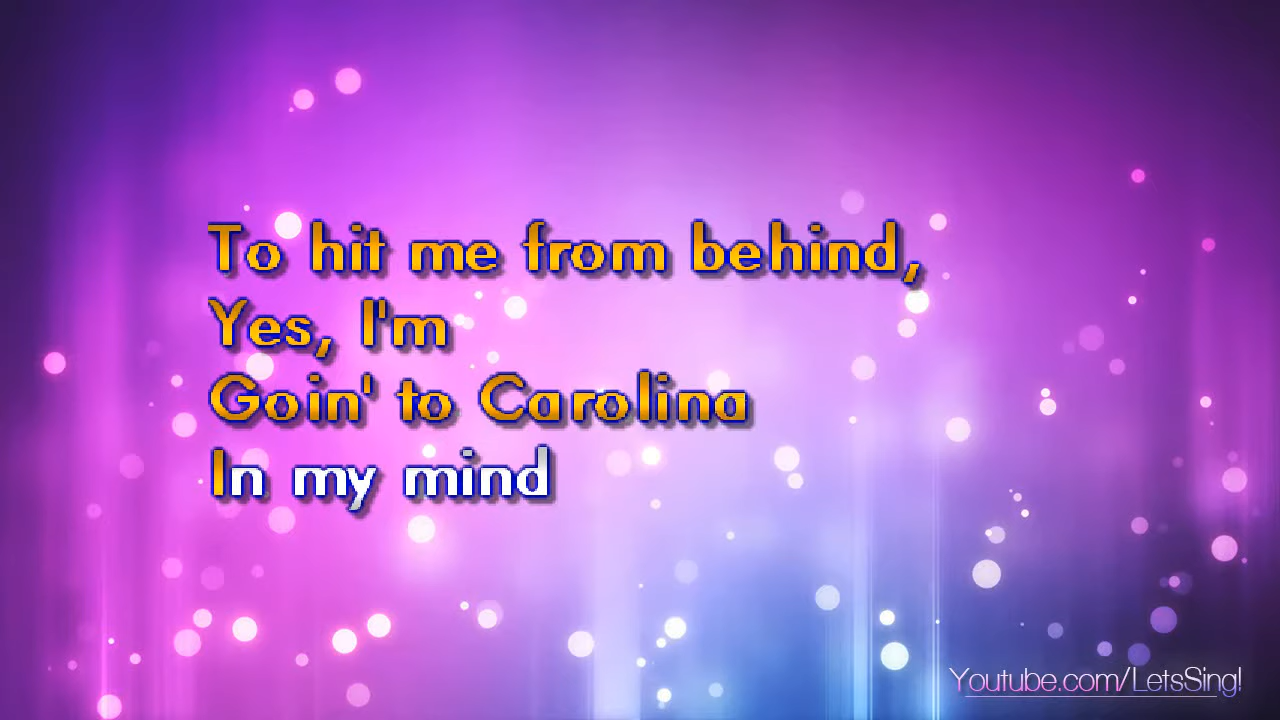 To hit me from behind,
Yes, I'm
Goin' to Carolina
In my mind
Youtube.com/LetsSing!